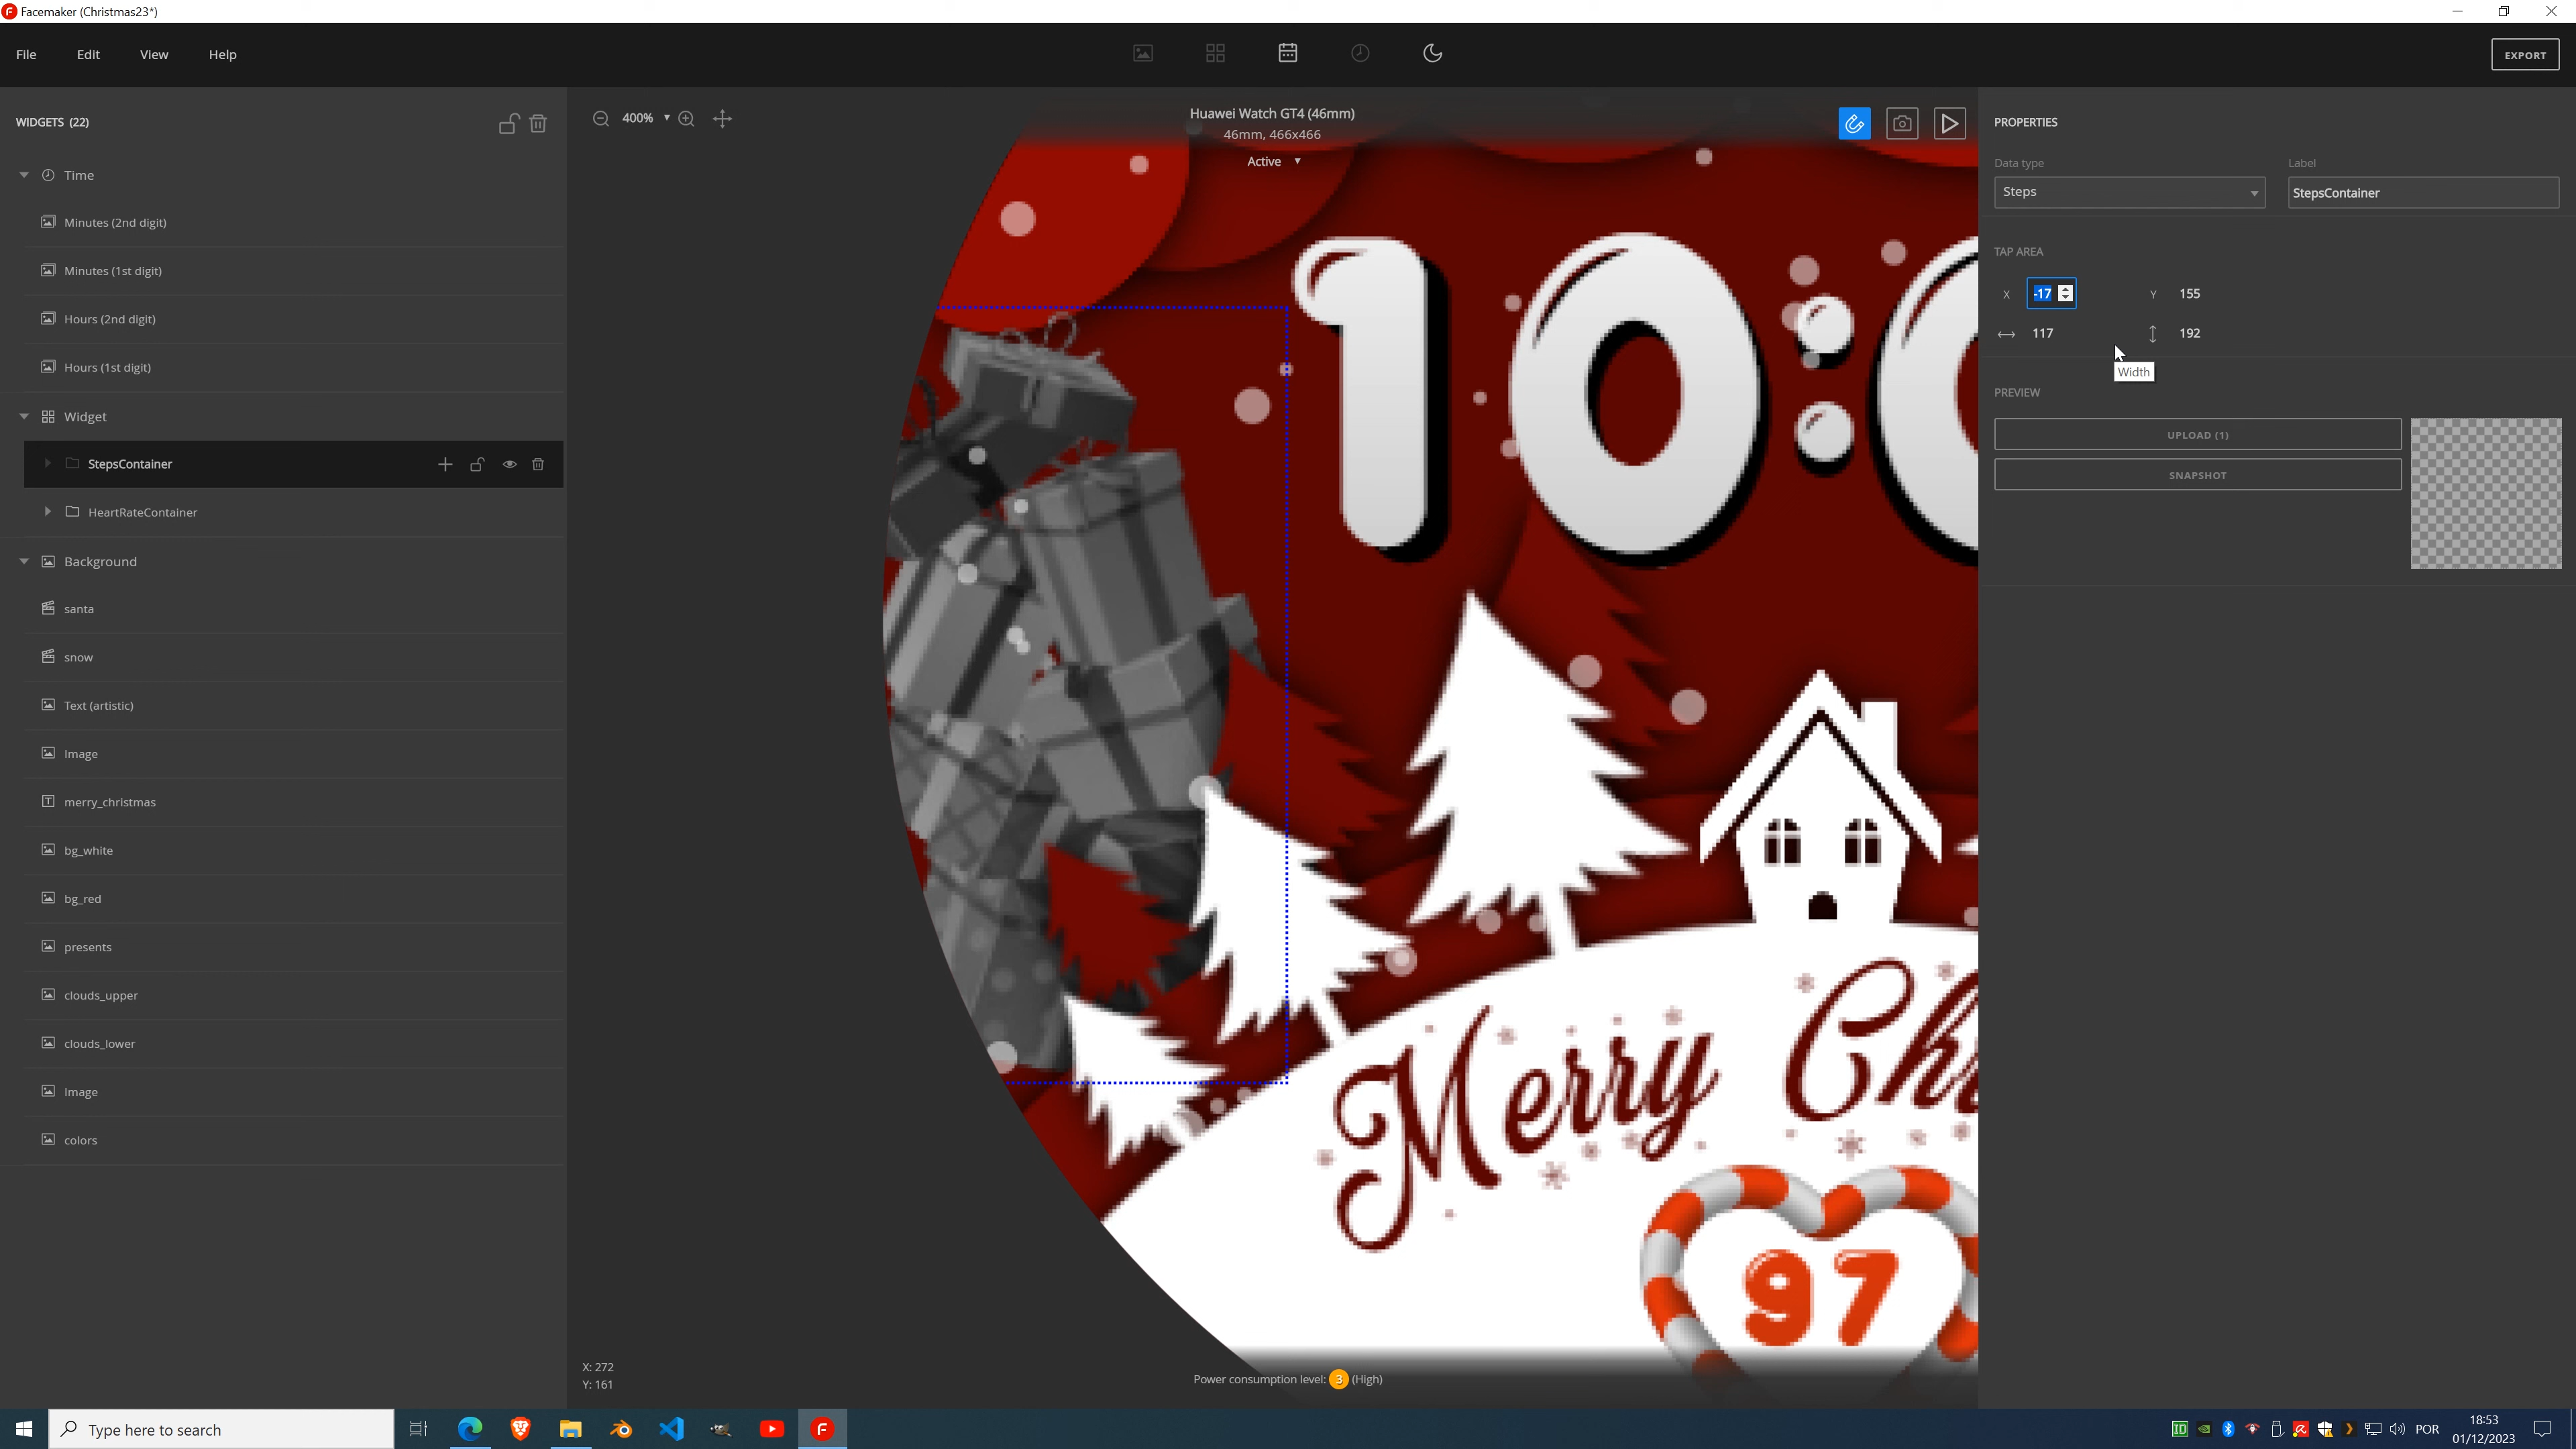 Facemaker (Christmas23*)
File Edit View Help
EXPORT
WIDGETS (22)
Time
Minutes (2nd digit)
Minutes (1st digit)
Hours (2nd digit)
Hours (1st digit)
Widget
StepsContainer
HeartRateContainer
Background
santa
snow
Text (artistic)
Image
merry_christmas
bg_white
bg_red
presents
clouds_upper
clouds_lower
Image
colors
400%
Huawei Watch GT4 (46mm)
46mm, 466x466
Active
10:0
Merry Ch
97
X: 272
Y: 161
Power consumption level: 3 (High)
PROPERTIES
Data type Label
Steps StepsContainer
TAP AREA
X -17 Y 155
117 192
Width
PREVIEW
UPLOAD (1)
SNAPSHOT
Type here to search
POR
18:53
01/12/2023